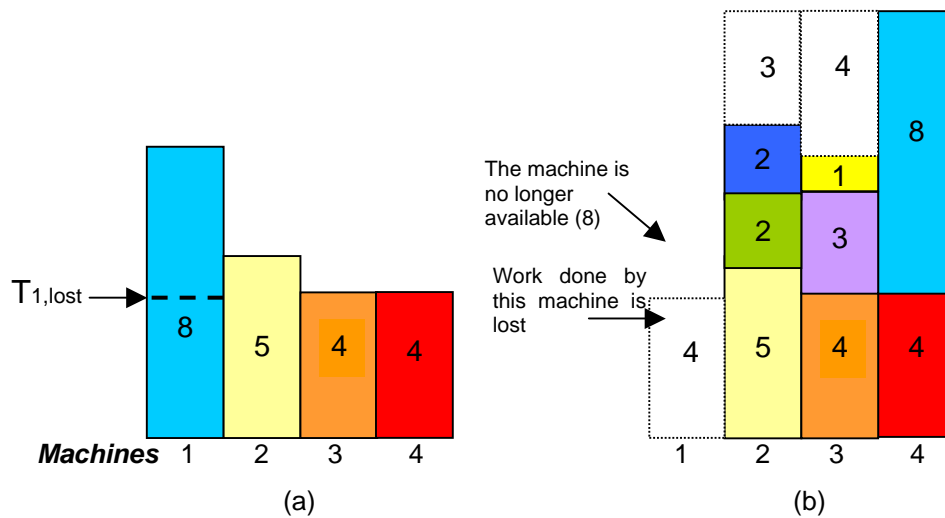 T1,lost
8
5
4
4
Machines 1 2 3 4
(a)
The machine is
no longer
available (8)
Work done by
this machine is
lost
3
4
8
2
1
2
3
4
5
4
4
1
2
3
4
(b)